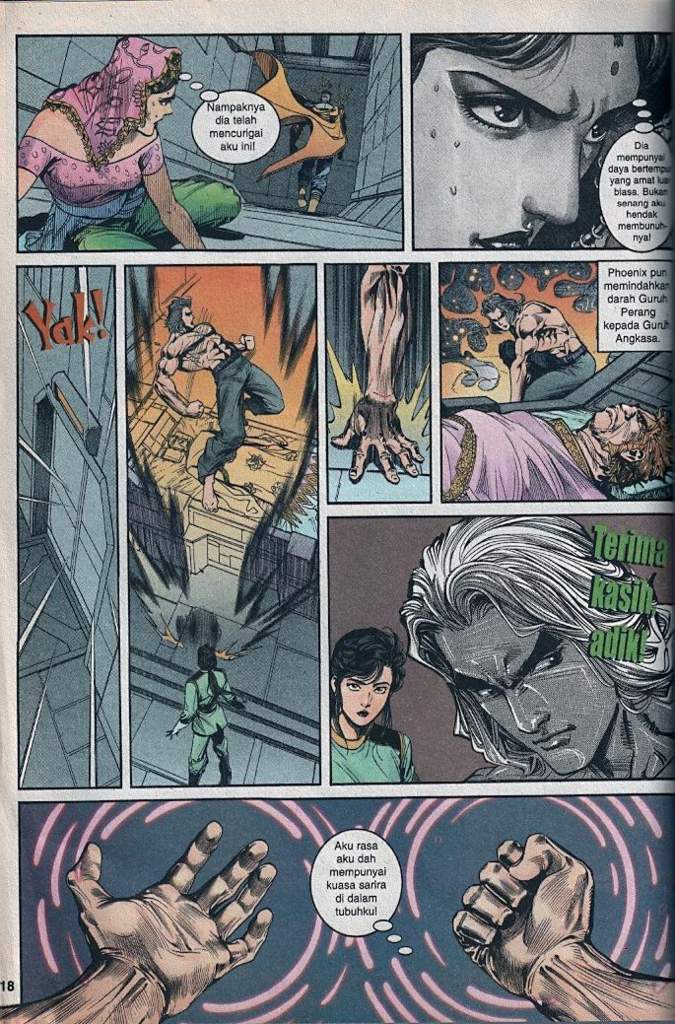 Nampaknya
dia telah
mencurigai
aku ini!
Dia
mempunyai
daya bertempur
yang amat luar
biasa. Bukan
senang aku
hendak
membunuh-
nya!
Yak!
Phoenix pun
memindahkan
darah Guruh
Perang
kepada Guruh
Angkasa.
Terima
kasih,
adik!
Aku rasa
aku dah
mempunyai
kuasa sarira
di dalam
tubuhku!
18